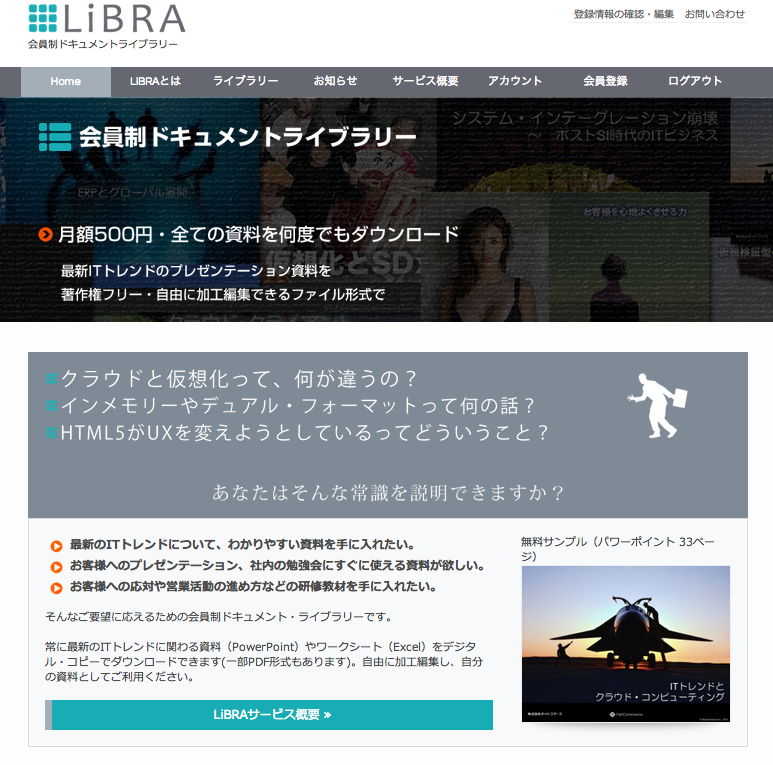 LiBRA
会員制ドキュメントライブラリー
登録情報の確認・編集 お問い合わせ
Home LiBRAとは ライブラリー お知らせ サービス概要 アカウント 会員登録 ログアウト
システム・インテーグレーション崩壊
～ ポストSI時代のITビジネス
会員制ドキュメントライブラリー
ERPとグローバル展開
お客様を心地よくさせる力
月額500円・全ての資料を何度でもダウンロード
仮想化とSD
仮説検証型
最新ITトレンドのプレゼンテーション資料を
著作権フリー・自由に加工編集できるファイル形式で
クラウドと仮想化って、何が違うの？
インメモリーやデュアル・フォーマットって何の話？
HTML5がUXを変えようとしているってどういうこと？
あなたはそんな常識を説明できますか？
最新のITトレンドについて、わかりやすい資料を手に入れたい。
お客様へのプレゼンテーション、社内の勉強会にすぐに使える資料が欲しい。
お客様への応対や営業活動の進め方などの研修教材を手に入れたい。
そんなご要望に応えるための会員制ドキュメント・ライブラリーです。
常に最新のITトレンドに関わる資料（PowerPoint）やワークシート（Excel）をデジタ
ル・コピーでダウンロードできます(一部PDF形式もあります)。自由に加工編集し、自分
の資料としてご利用ください。
LiBRAサービス概要 »
無料サンプル（パワーポイント 33ペー
ジ）
ITトレンドと
クラウド・コンピューティング
株式会社ネットコマース
NetCommerce